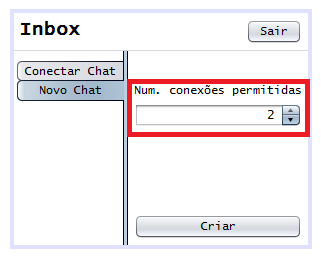 Inbox
Sair
Conectar Chat
Novo Chat
Num. conexões permitidas
2
Criar